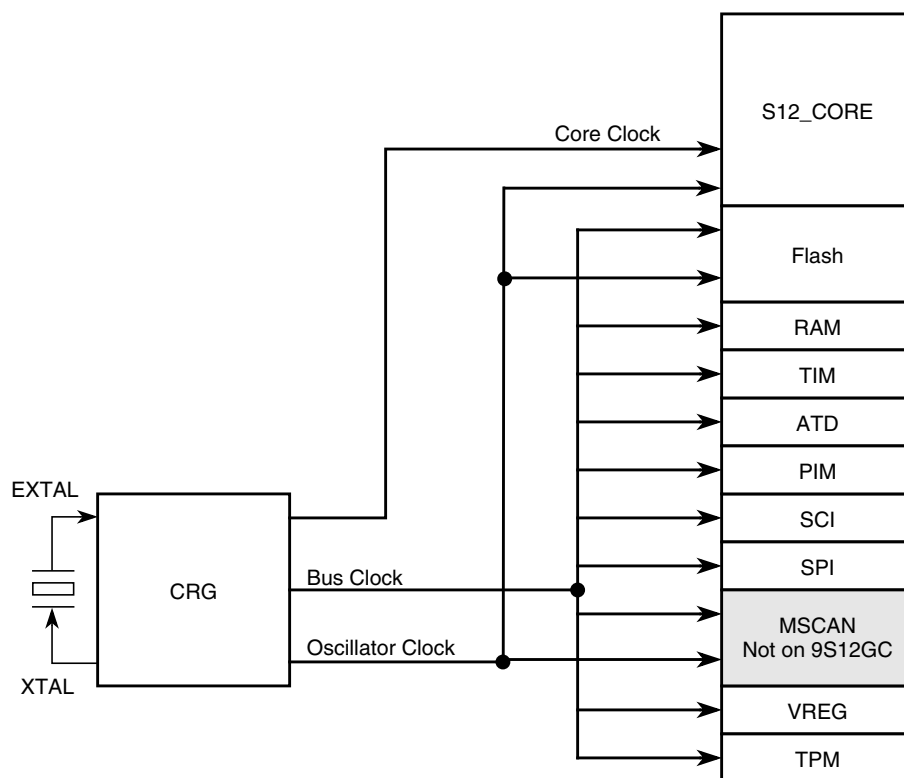 S12_CORE
Core Clock
Flash
RAM
TIM
ATD
PIM
EXTAL
SCI
SPI
Bus Clock
CRG
MSCAN
Not on 9S12GC
Oscillator Clock
XTAL
VREG
TPM